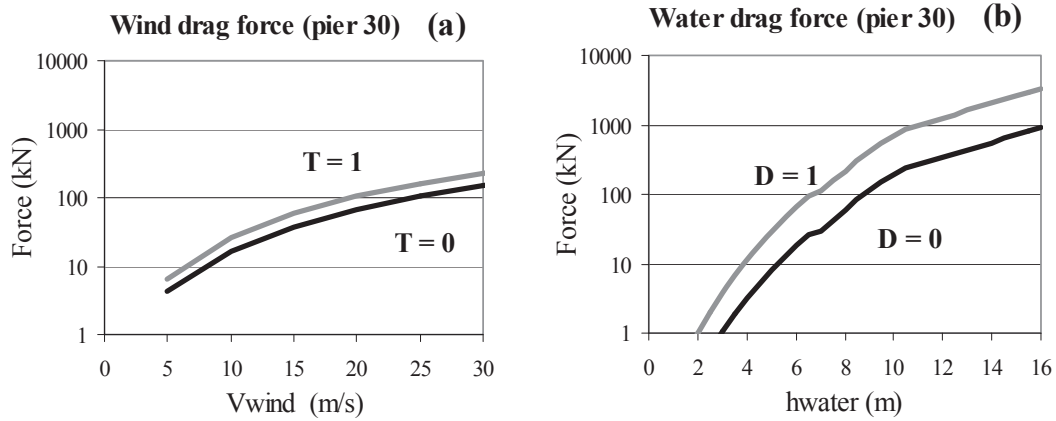 Wind drag force (pier 30) (a)
10000
1000
100
10
1
Force (kN)
T = 1
T = 0
0 5 10 15 20 25 30
Vwind (m/s)
Water drag force (pier 30) (b)
10000
1000
100
10
1
Force (kN)
D = 1
D = 0
0 2 4 6 8 10 12 14 16
hwater (m)